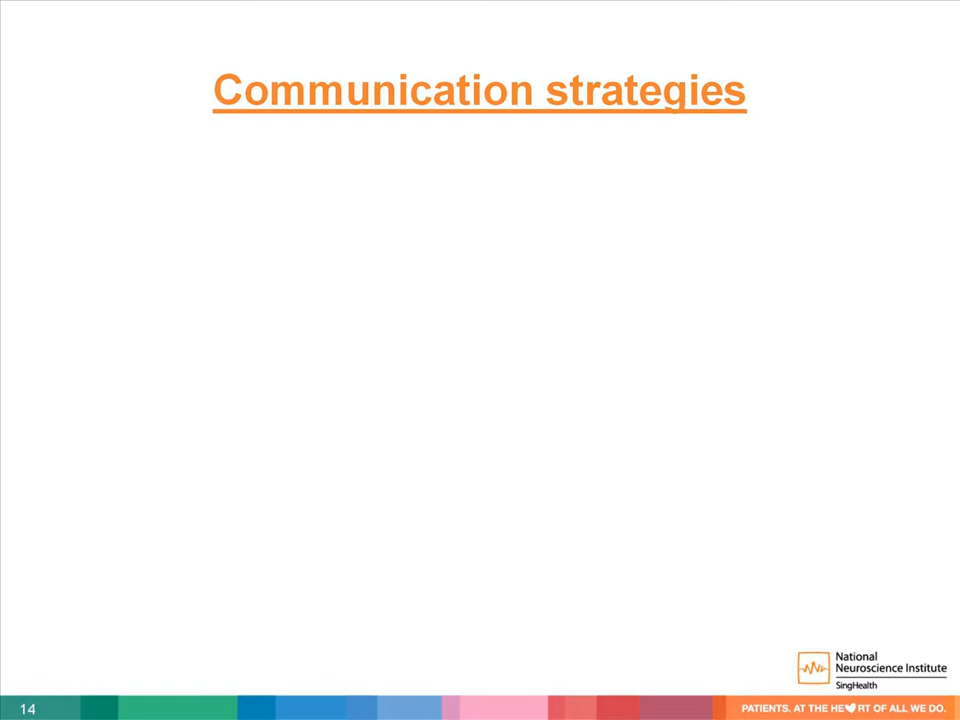 Communication strategies
National
Neuroscience Institute
SingHealth
14
PATIENTS. AT THE HE♥RT OF ALL WE DO.